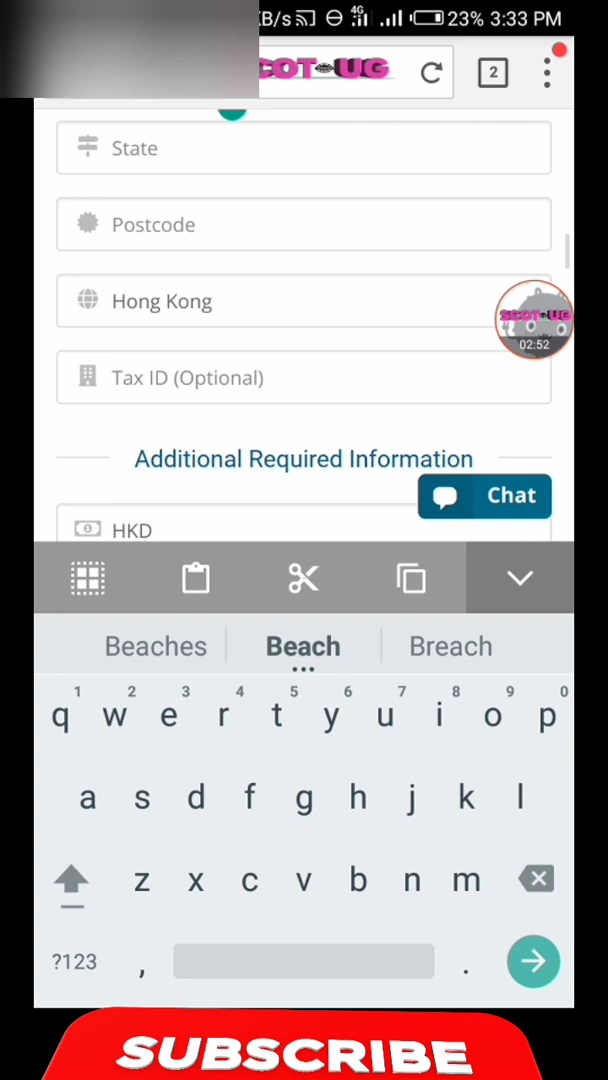 KB/s 4G 23% 3:33 PM
SCOT-UG 2
State
Postcode
Hong Kong
SCOT-UG
02:52
Tax ID (Optional)
Additional Required Information
Chat
HKD
Beaches Beach Breach
1 2 3 4 5 6 7 8 9 0
q w e r t y u i o p
a s d f g h j k l
z x c v b n m
?123 , .
SUBSCRIBE